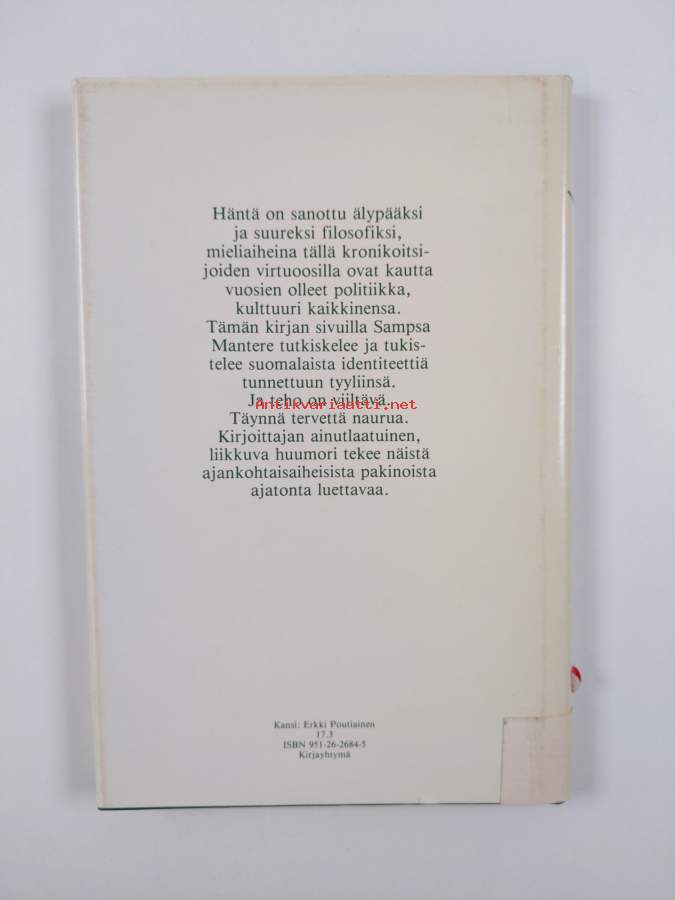 Häntä on sanottu älypääksi
ja suureksi filosofiksi,
mieliaiheina tällä kronikoitsi-
joiden virtuoosilla ovat kautta
vuosien olleet politiikka,
kulttuuri kaikkinensa.
Tämän kirjan sivuilla Sampsa
Mantere tutkiskelee ja tukis-
telee suomalaista identiteettiä
tunnettuun tyyliinsä.
Ja teho on viiltävä.
Antikvariaatti.net
Täynnä tervettä naurua.
Kirjoittajan ainutlaatuinen,
liikkuva huumori tekee näistä
ajankohtaisaiheisista pakinoista
ajatonta luettavaa.
Kansi: Erkki Poutiainen
17.3
ISBN 951-26-2684-5
Kirjayhtymä